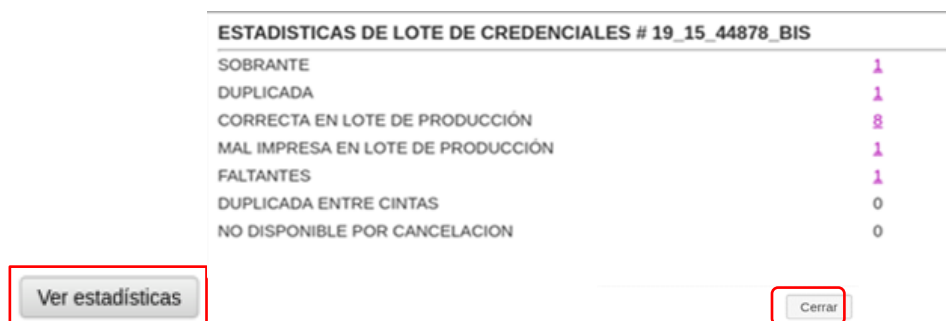 ESTADISTICAS DE LOTE DE CREDENCIALES # 19_15_44878_BIS
SOBRANTE 1
DUPLICADA 1
CORRECTA EN LOTE DE PRODUCCIÓN 8
MAL IMPRESA EN LOTE DE PRODUCCIÓN 1
FALTANTES 1
DUPLICADA ENTRE CINTAS 0
NO DISPONIBLE POR CANCELACION 0
Ver estadísticas
Cerrar